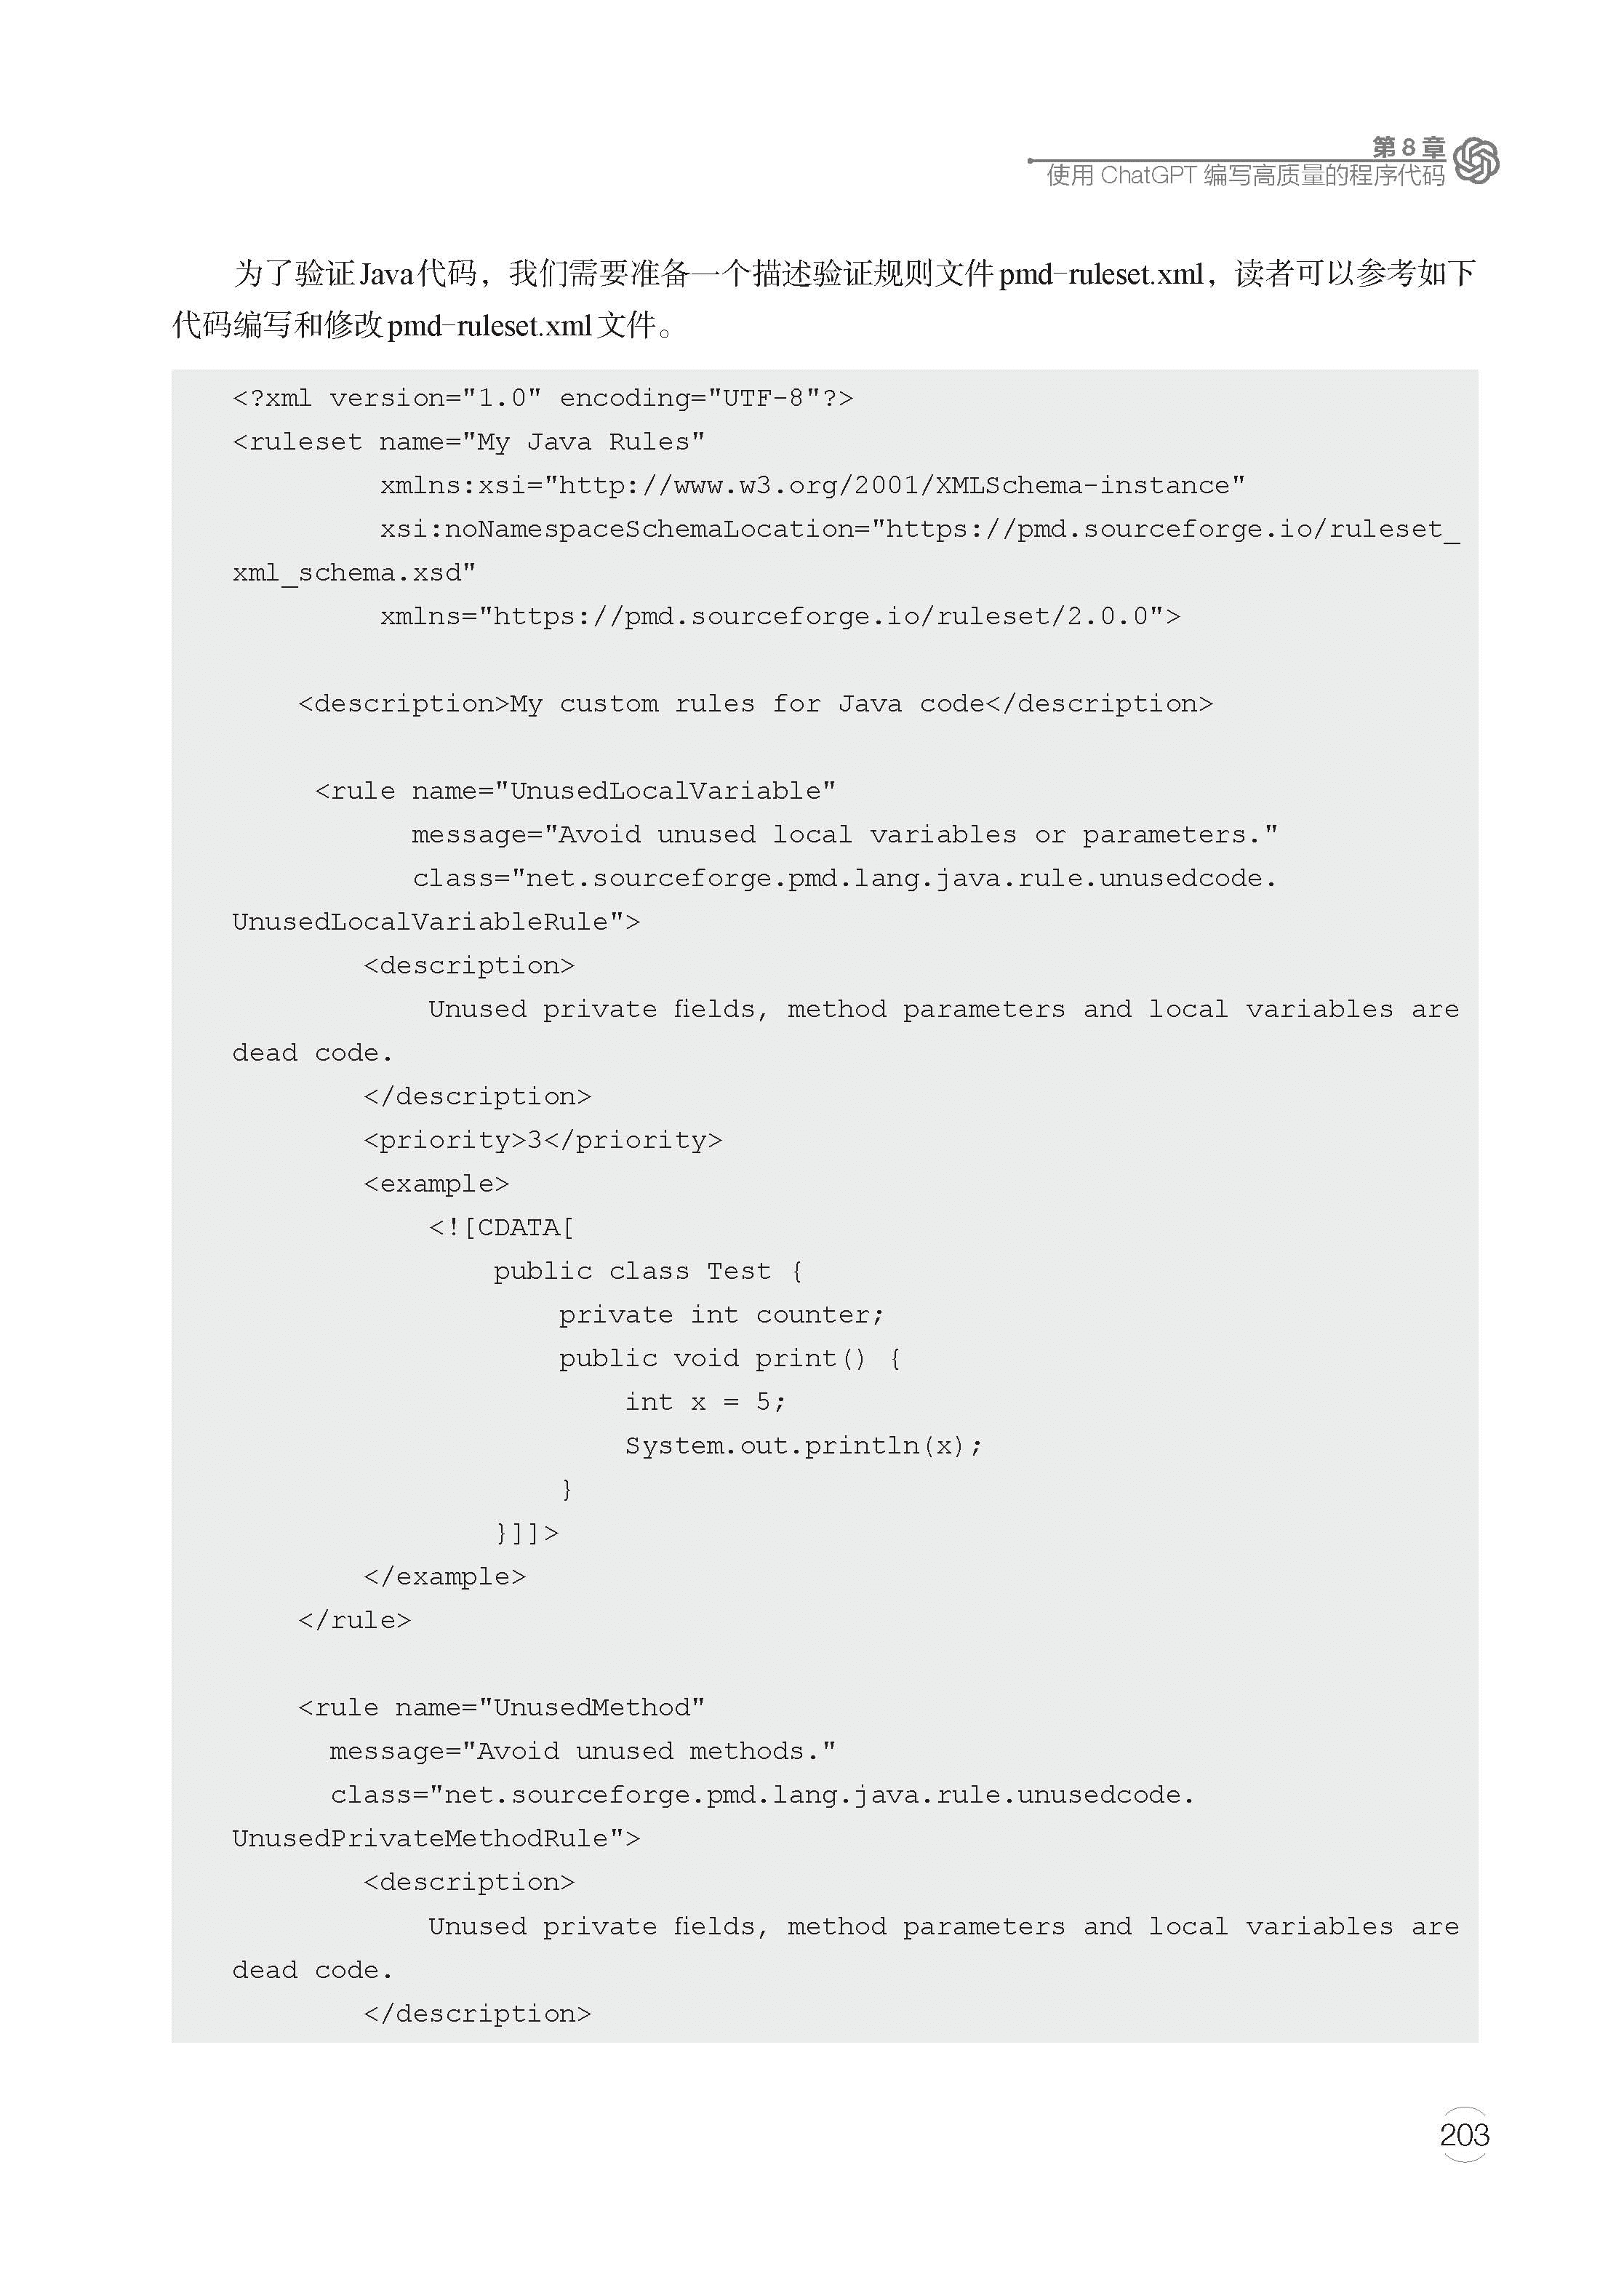 第 8 章
使用 ChatGPT 编写高质量的程序代码
为了验证Java代码，我们需要准备一个描述验证规则文件pmd-ruleset.xml，读者可以参考如下
代码编写和修改pmd-ruleset.xml文件。
<?xml version="1.0" encoding="UTF-8"?>
<ruleset name="My Java Rules"
         xmlns:xsi="http://www.w3.org/2001/XMLSchema-instance"
         xsi:noNamespaceSchemaLocation="https://pmd.sourceforge.io/ruleset_
xml_schema.xsd"
         xmlns="https://pmd.sourceforge.io/ruleset/2.0.0">
    <description>My custom rules for Java code</description>
     <rule name="UnusedLocalVariable"
           message="Avoid unused local variables or parameters."
           class="net.sourceforge.pmd.lang.java.rule.unusedcode.
UnusedLocalVariableRule">
        <description>
            Unused private fields, method parameters and local variables are
dead code.
        </description>
        <priority>3</priority>
        <example>
            <![CDATA[
                public class Test {
                    private int counter;
                    public void print() {
                        int x = 5;
                        System.out.println(x);
                    }
                }]]>
        </example>
    </rule>
    <rule name="UnusedMethod"
      message="Avoid unused methods."
      class="net.sourceforge.pmd.lang.java.rule.unusedcode.
UnusedPrivateMethodRule">
        <description>
            Unused private fields, method parameters and local variables are
dead code.
        </description>
203